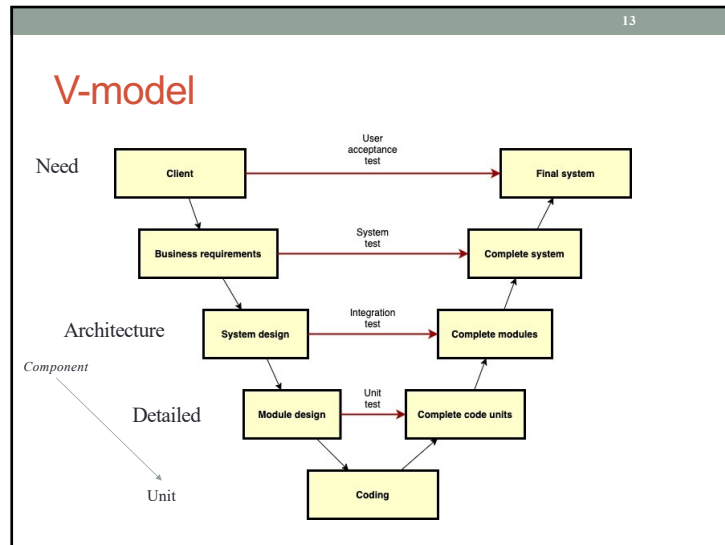 13
V-model
User
acceptance
test
Need
Client
Final system
System
test
Business requirements
Complete system
Integration
test
Architecture
System design
Complete modules
Component
Unit
test
Detailed
Module design
Complete code units
Unit
Coding